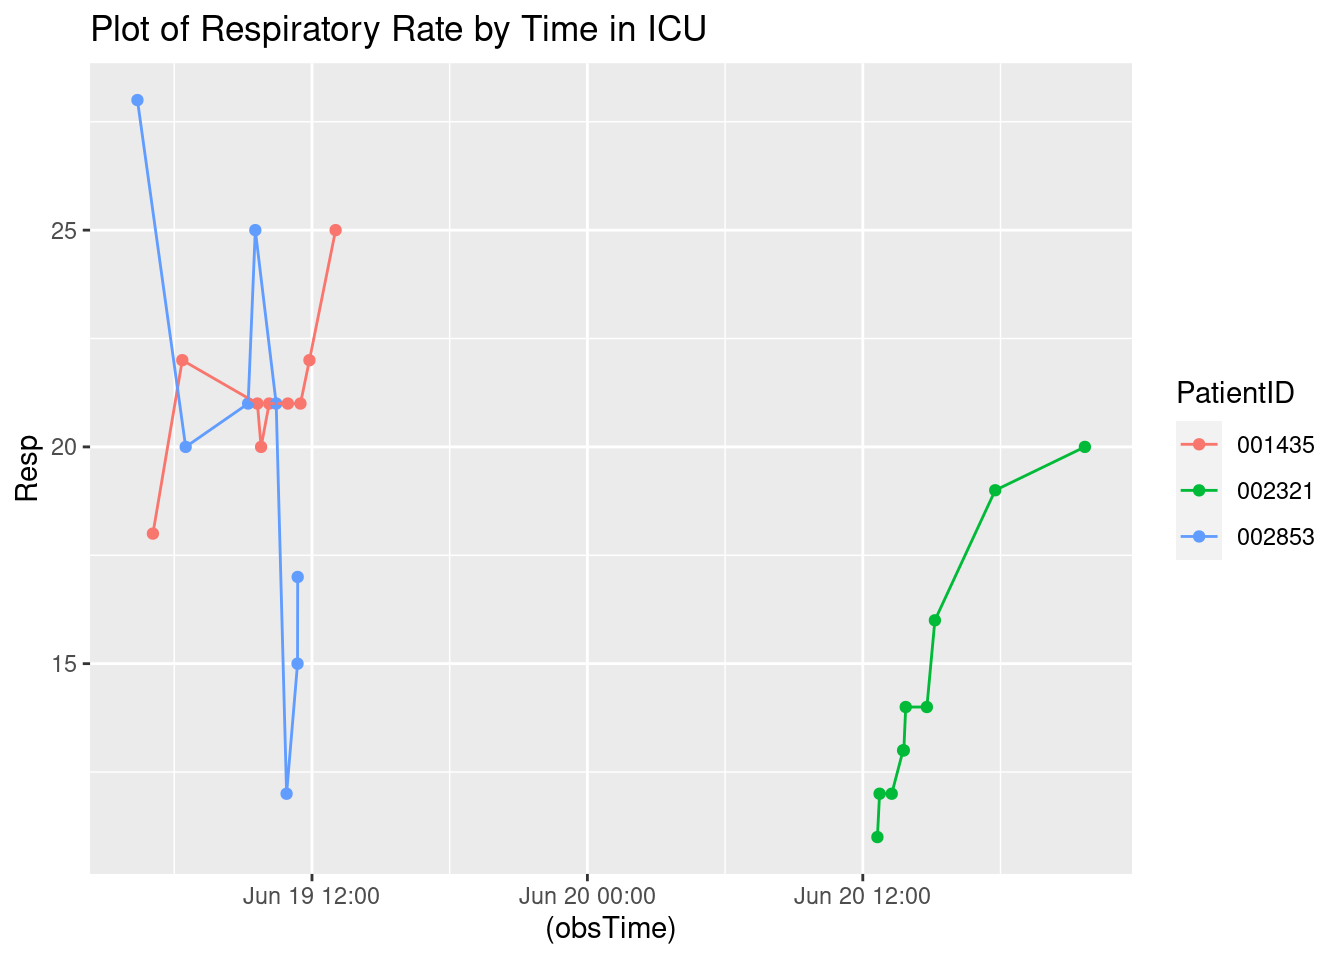 Plot of Respiratory Rate by Time in ICU
25
20
15
Resp
Jun 19 12:00
Jun 20 00:00
Jun 20 12:00
(obsTime)
PatientID
001435
002321
002853